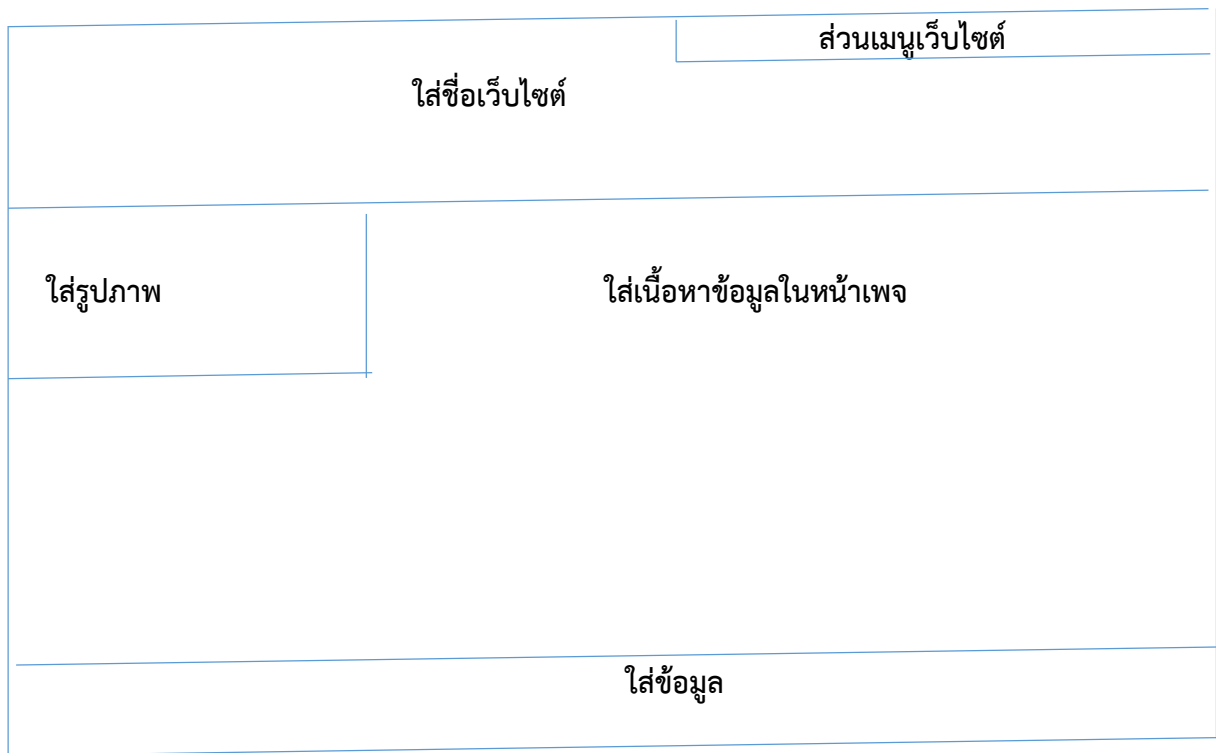 ส่วนเมนูเว็บไซต์
ใส่ชื่อเว็บไซต์
ใส่รูปภาพ
ใส่เนื้อหาข้อมูลในหน้าเพจ
ใส่ข้อมูล